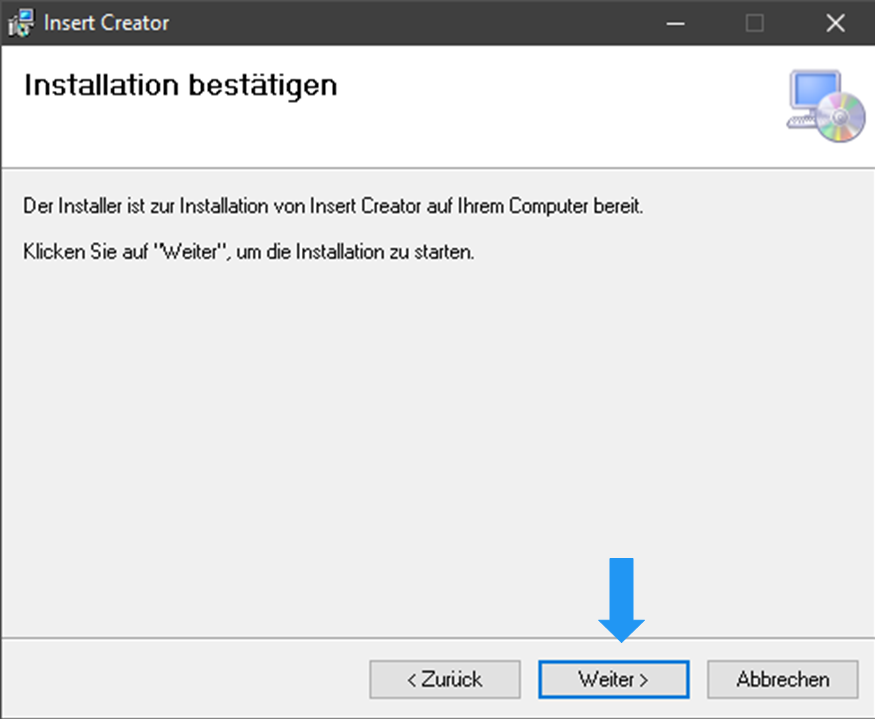 Insert Creator
Installation bestätigen
Der Installer ist zur Installation von Insert Creator auf Ihrem Computer bereit.
Klicken Sie auf "Weiter", um die Installation zu starten.
< Zurück
Weiter >
Abbrechen